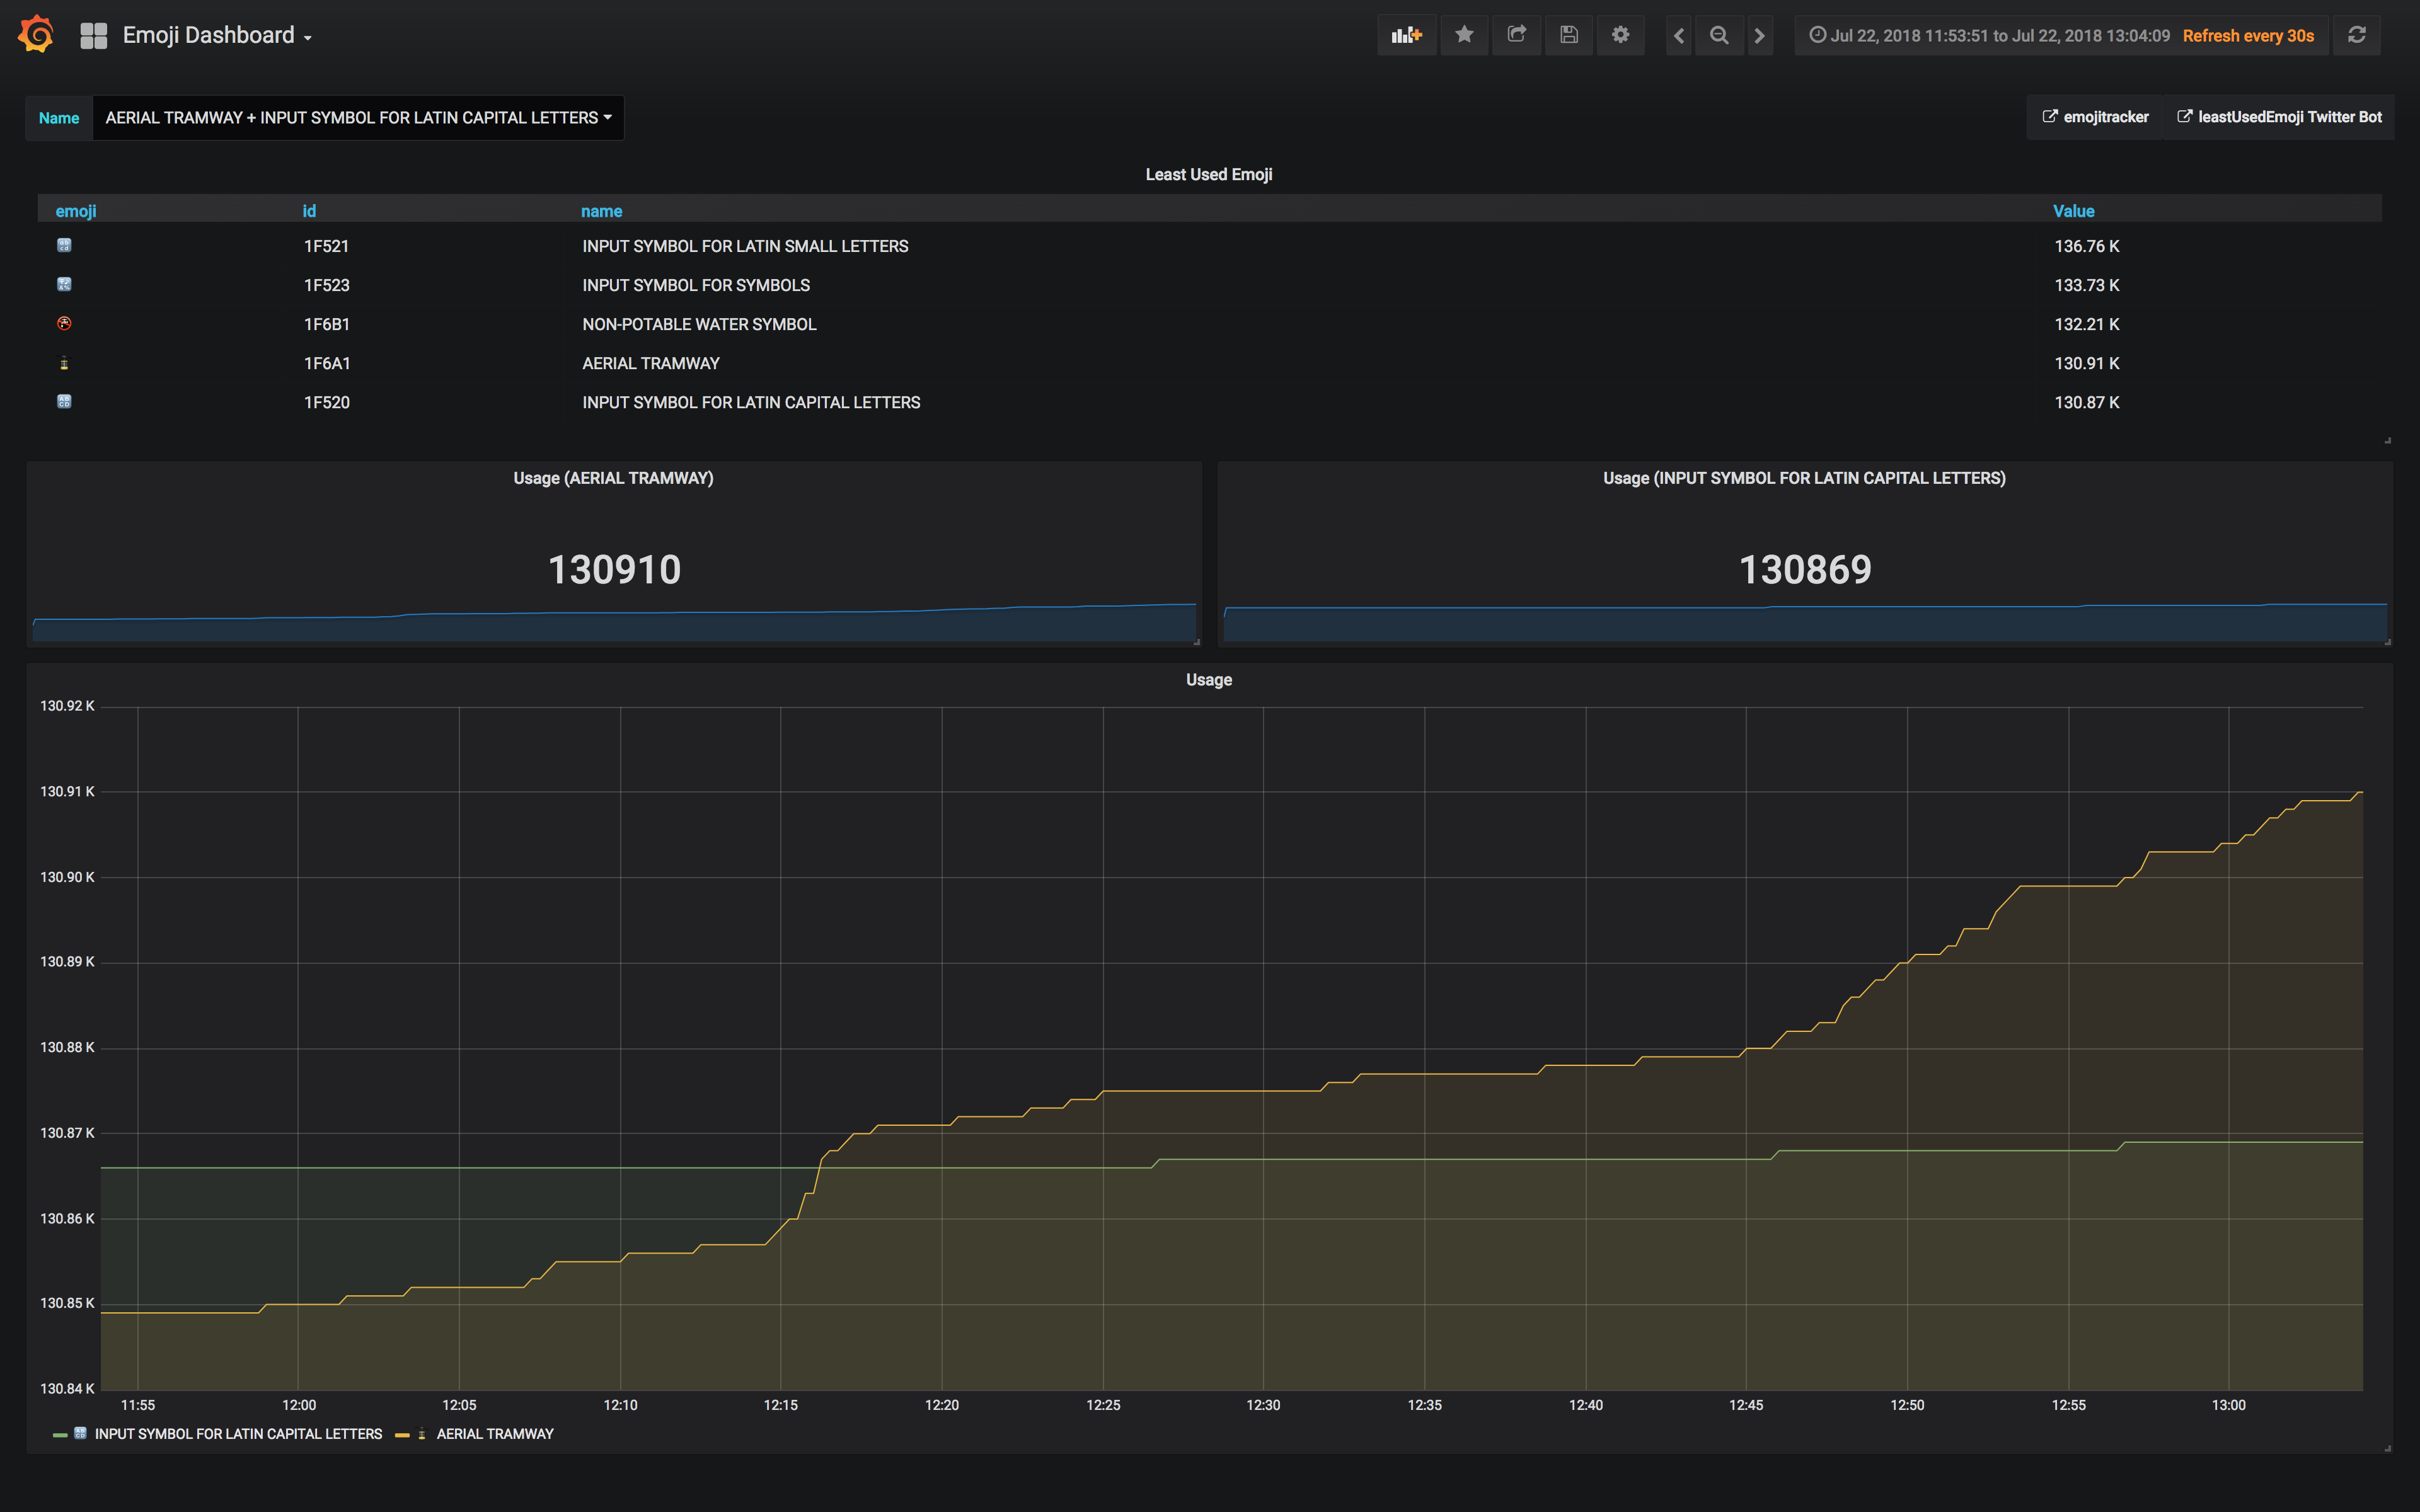 Emoji Dashboard
Jul 22, 2018 11:53:51 to Jul 22, 2018 13:04:09 Refresh every 30s
Name AERIAL TRAMWAY + INPUT SYMBOL FOR LATIN CAPITAL LETTERS
emojitracker leastUsedEmoji Twitter Bot
Least Used Emoji
emoji id name Value
1F521 INPUT SYMBOL FOR LATIN SMALL LETTERS 136.76 K
1F523 INPUT SYMBOL FOR SYMBOLS 133.73 K
1F6B1 NON-POTABLE WATER SYMBOL 132.21 K
1F6A1 AERIAL TRAMWAY 130.91 K
1F520 INPUT SYMBOL FOR LATIN CAPITAL LETTERS 130.87 K
Usage (AERIAL TRAMWAY)
130910
Usage (INPUT SYMBOL FOR LATIN CAPITAL LETTERS)
130869
Usage
130.92 K
130.91 K
130.90 K
130.89 K
130.88 K
130.87 K
130.86 K
130.85 K
130.84 K
11:55 12:00 12:05 12:10 12:15 12:20 12:25 12:30 12:35 12:40 12:45 12:50 12:55 13:00
INPUT SYMBOL FOR LATIN CAPITAL LETTERS AERIAL TRAMWAY